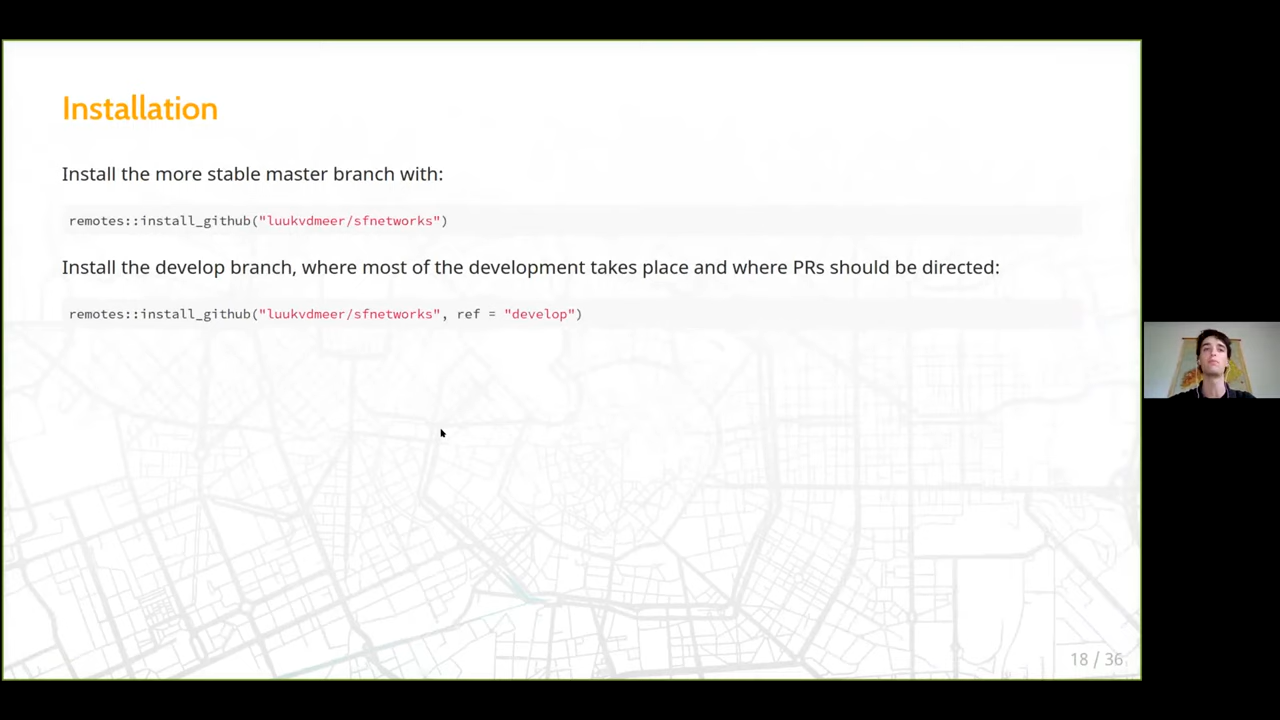 Installation
Install the more stable master branch with:
remotes::install_github("luukvdmeer/sfnetworks")
Install the develop branch, where most of the development takes place and where PRs should be directed:
remotes::install_github("luukvdmeer/sfnetworks", ref = "develop")
18 / 36